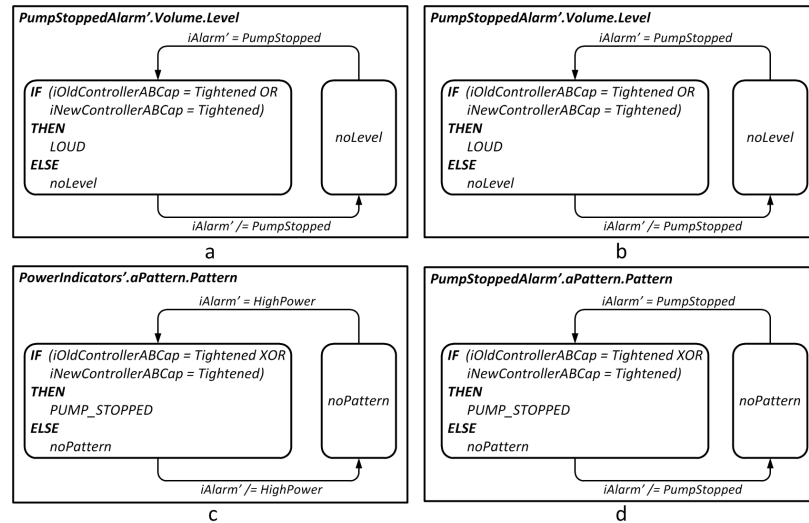 PumpStoppedAlarm’.Volume.Level
iAlarm’ = PumpStopped
IF (iOldControllerABCap = Tightened OR
iNewControllerABCap = Tightened)
THEN
LOUD
ELSE
noLevel
noLevel
iAlarm’ /= PumpStopped
a
PumpStoppedAlarm’.Volume.Level
iAlarm’ = PumpStopped
IF (iOldControllerABCap = Tightened OR
iNewControllerABCap = Tightened)
THEN
LOUD
ELSE
noLevel
noLevel
iAlarm’ /= PumpStopped
b
PowerIndicators’.aPattern.Pattern
iAlarm’ = HighPower
IF (iOldControllerABCap = Tightened XOR
iNewControllerABCap = Tightened)
THEN
PUMP_STOPPED
ELSE
noPattern
noPattern
iAlarm’ /= HighPower
c
PumpStoppedAlarm’.aPattern.Pattern
iAlarm’ = PumpStopped
IF (iOldControllerABCap = Tightened XOR
iNewControllerABCap = Tightened)
THEN
PUMP_STOPPED
ELSE
noPattern
noPattern
iAlarm’ /= PumpStopped
d